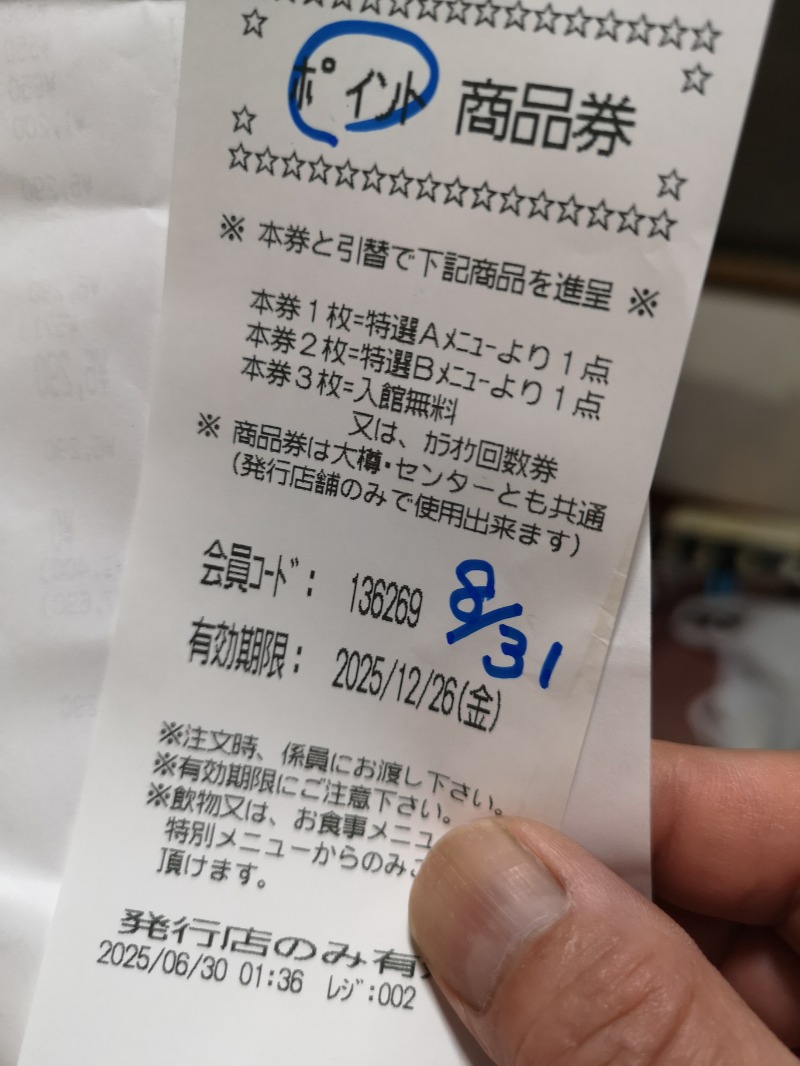 ☆☆☆☆☆☆☆☆☆☆☆☆☆☆☆☆☆
☆ ☆
ﾎﾟｲﾝﾄ 商品券
☆ ☆
☆☆☆☆☆☆☆☆☆☆☆☆☆☆☆☆☆
※ 本券と引替で下記商品を進呈 ※
本券１枚=特選Ａﾒﾆｭｰより１点
本券２枚=特選Ｂﾒﾆｭｰより１点
本券３枚=入館無料
又は、ｶﾗｵｹ回数券
※ 商品券は大樽・センターとも共通
(発行店舗のみで使用出来ます)
会員ｺｰﾄﾞ： 136269
8/31
有効期限： 2025/12/26(金)
※注文時、係員にお渡し下さい。
※有効期限にご注意下さい。
※飲物又は、お食事メニュ
特別メニューからのみ
頂けます。
発行店のみ有
2025/06/30 01:36 ﾚｼﾞ:002